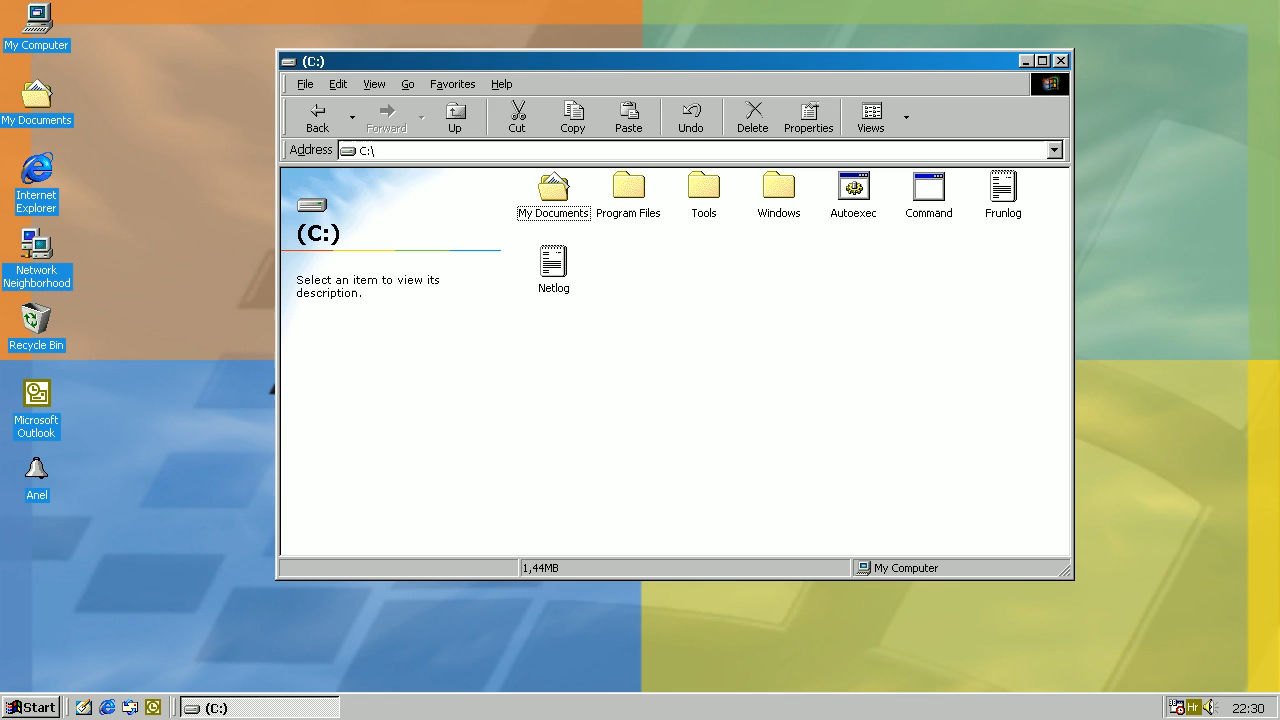 My Computer
My Documents
Internet
Explorer
Network
Neighborhood
Recycle Bin
Microsoft
Outlook
Anel
(C:)
File Edit View Go Favorites Help
Back Forward Up Cut Copy Paste Undo Delete Properties Views
Address C:\
(C:)
Select an item to view its
description.
My Documents Program Files Tools Windows Autoexec Command Frunlog
Netlog
1,44MB My Computer
Start (C:) Hr 22:30